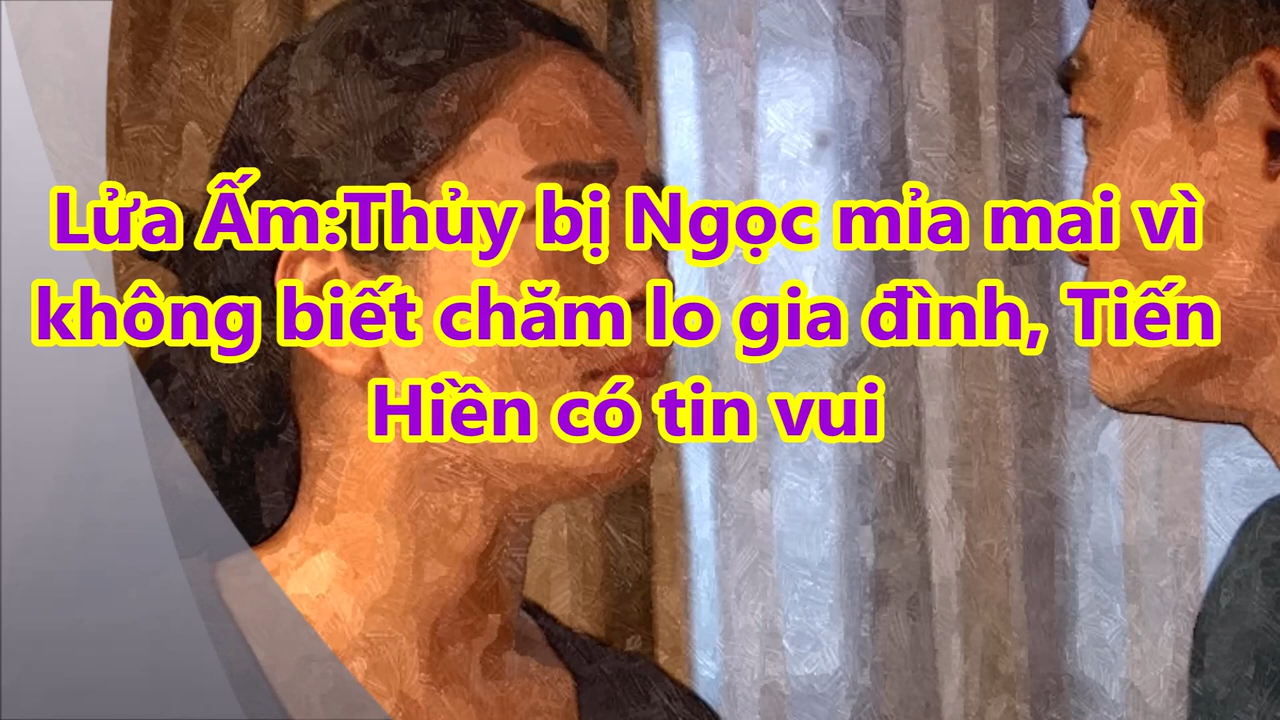 Lửa Ấm:Thủy bị Ngọc mỉa mai vì
không biết chăm lo gia đình, Tiến
Hiền có tin vui